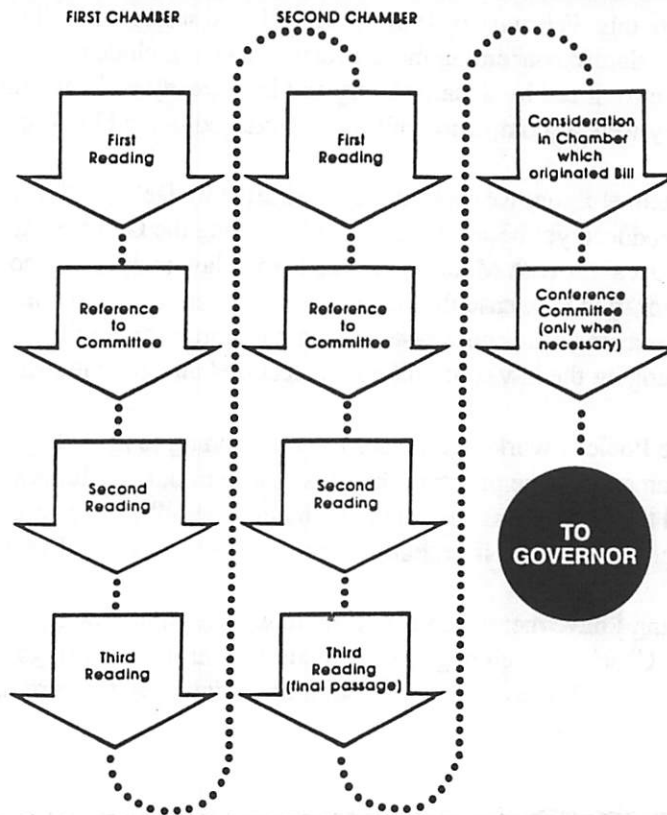 FIRST CHAMBER
First
Reading
Reference
to
Committee
Second
Reading
Third
Reading
SECOND CHAMBER
First
Reading
Reference
to
Committee
Second
Reading
Third
Reading
(final passage)
Consideration
in Chamber
which
originated Bill
Conference
Committee
(only when
necessary)
TO
GOVERNOR